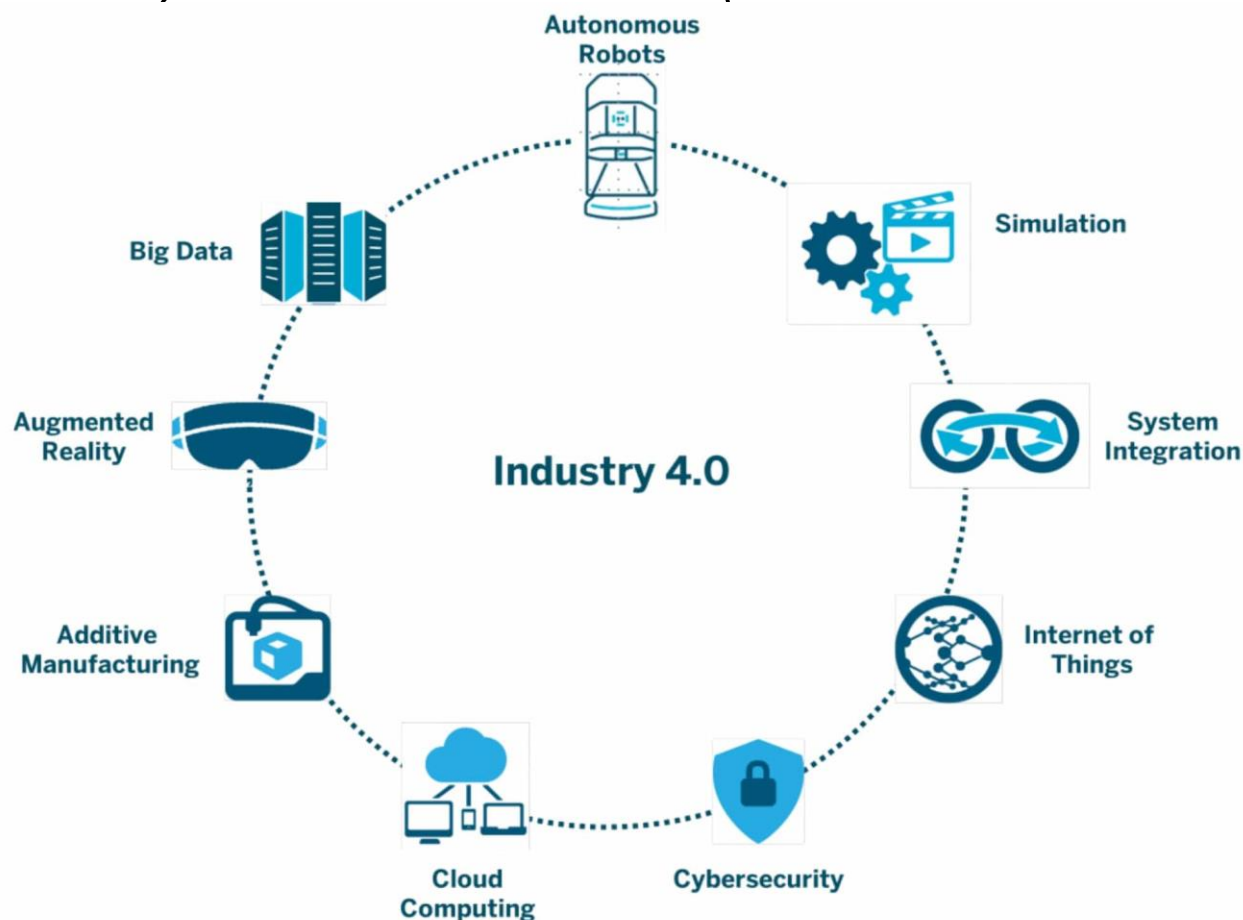 Autonomous
Robots
Simulation
Big Data
System
Integration
Augmented
Reality
Industry 4.0
Internet of
Things
Additive
Manufacturing
Cloud
Computing
Cybersecurity